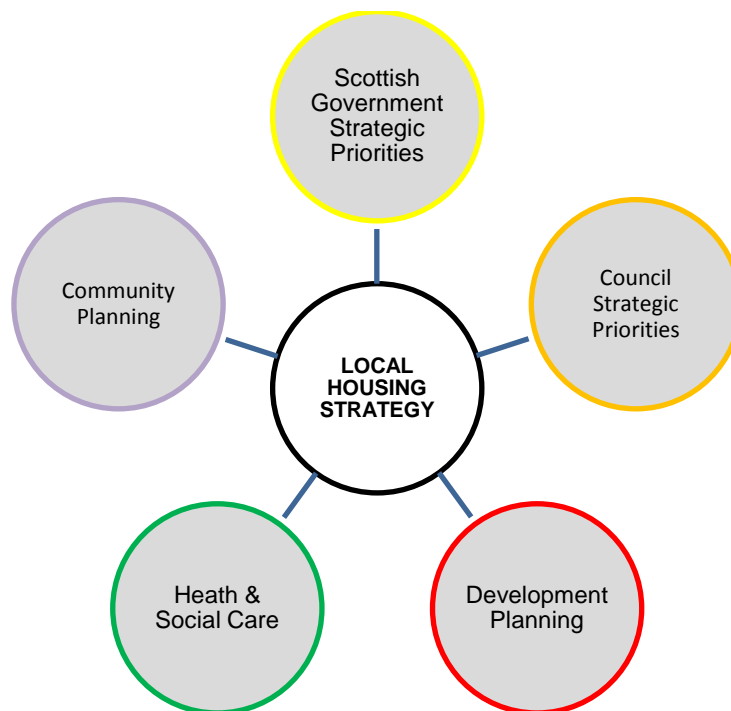 Scottish
Government
Strategic
Priorities
Community
Planning
Council
Strategic
Priorities
LOCAL
HOUSING
STRATEGY
Heath &
Social Care
Development
Planning